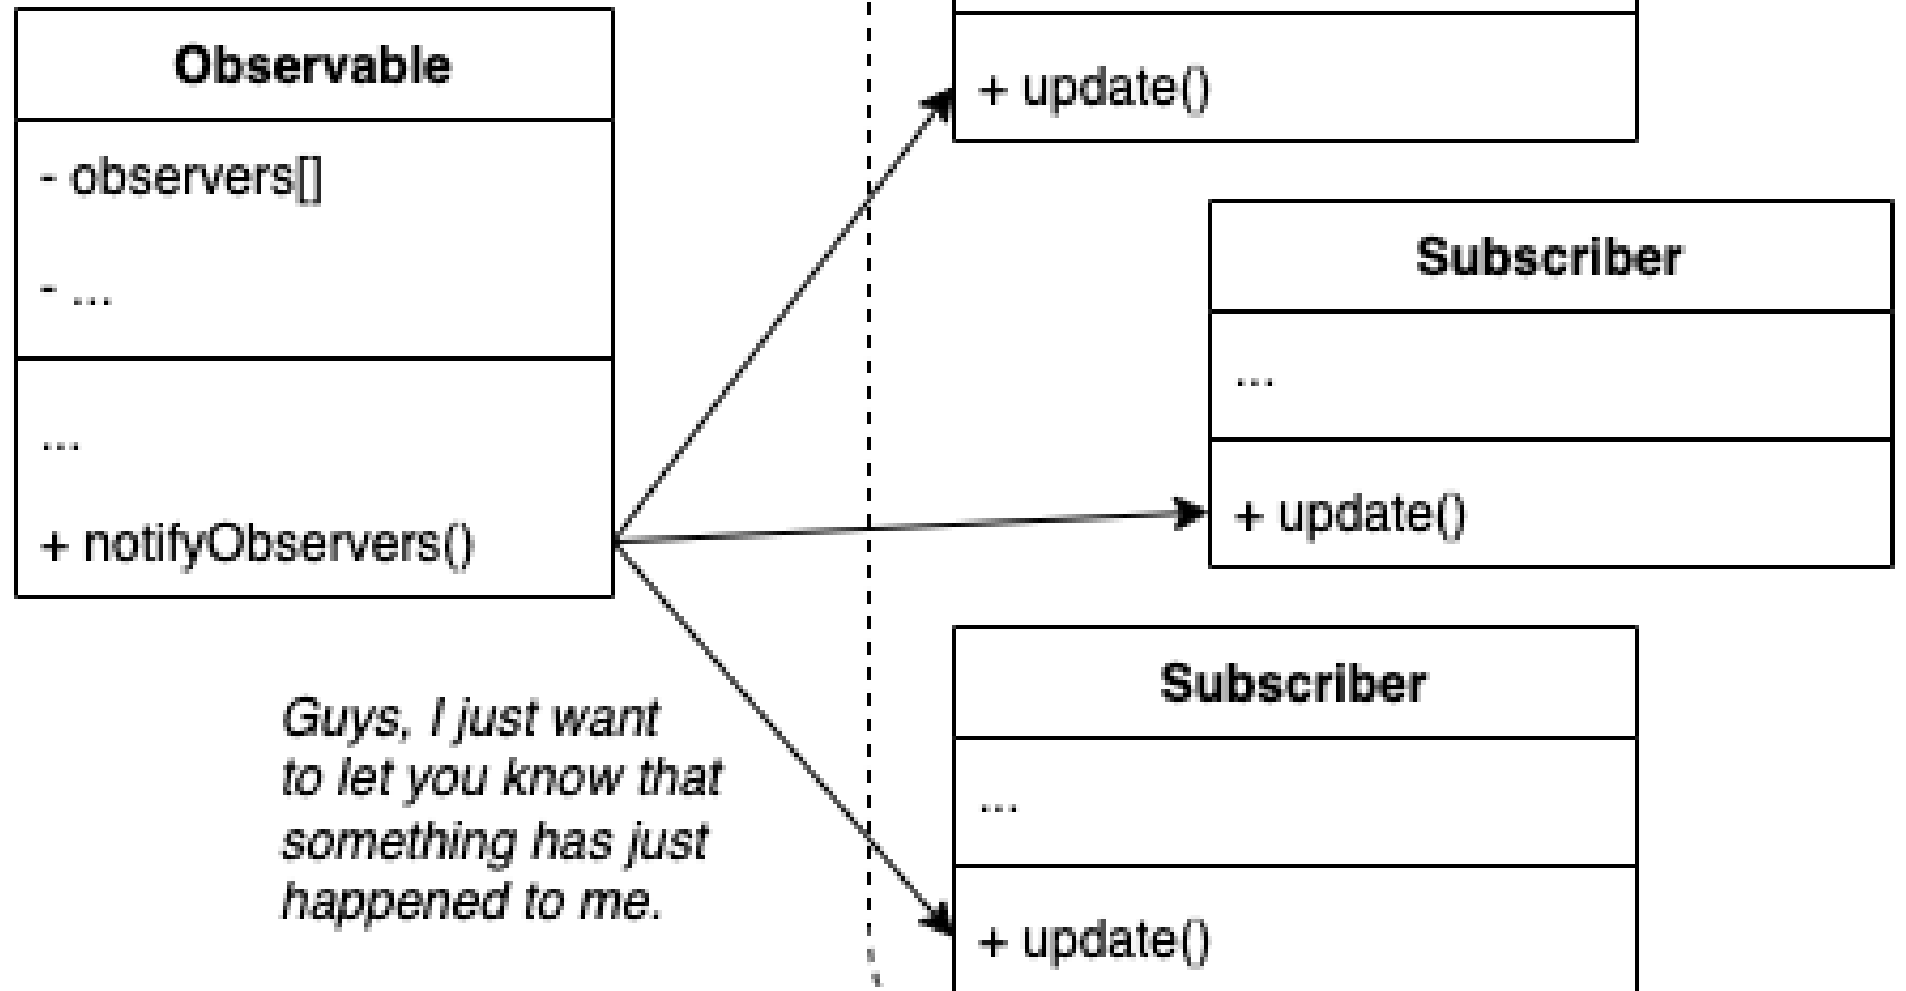 Observable
- observers[]
- ...
...
+ notifyObservers()
Guys, I just want
to let you know that
something has just
happened to me.
+ update()
Subscriber
...
+ update()
Subscriber
...
+ update()